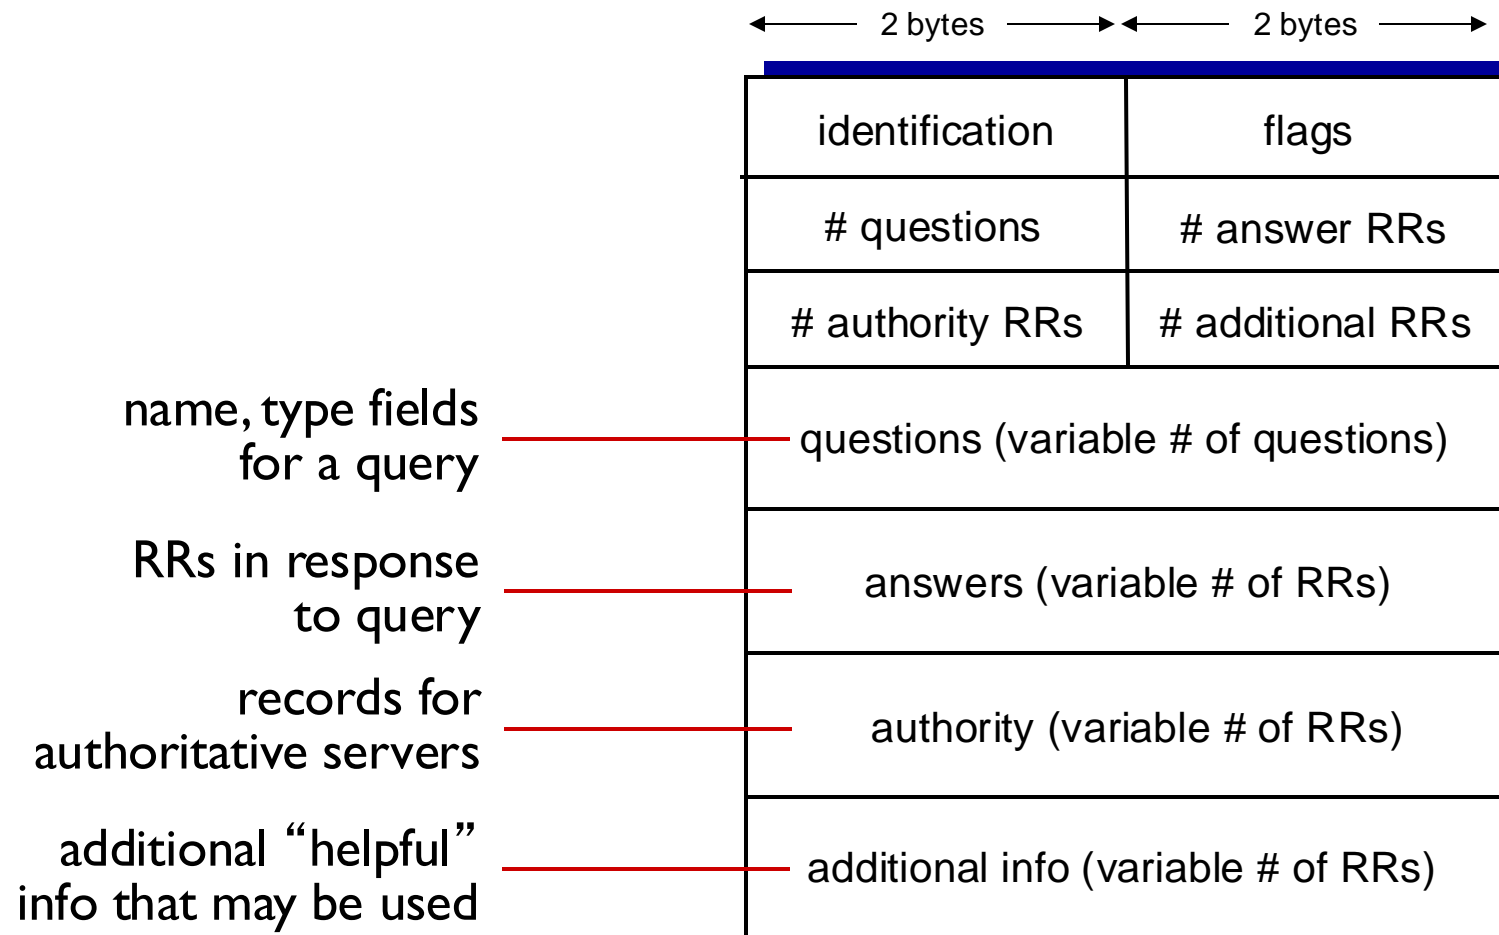 2 bytes 2 bytes
identification flags
# questions # answer RRs
# authority RRs # additional RRs
name, type fields
for a query
questions (variable # of questions)
RRs in response
to query
answers (variable # of RRs)
records for
authoritative servers
authority (variable # of RRs)
additional “helpful”
info that may be used
additional info (variable # of RRs)